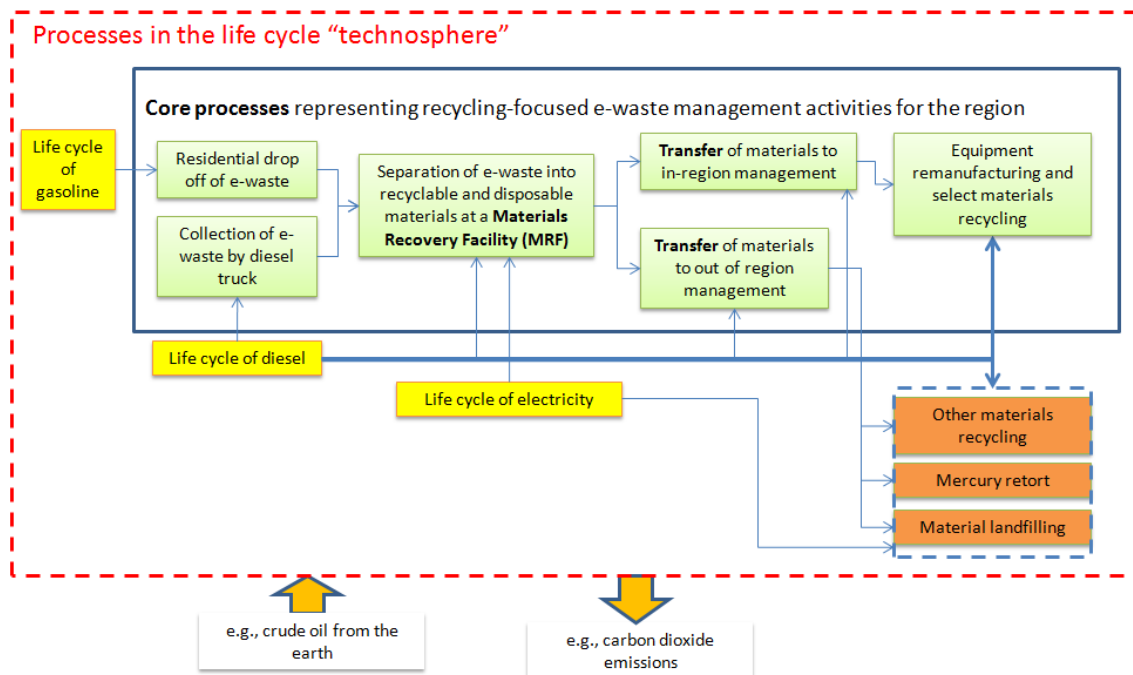 Processes in the life cycle “technosphere”
Core processes representing recycling-focused e-waste management activities for the region
Life cycle
of
gasoline
Residential drop
off of e-waste
Collection of e-
waste by diesel
truck
Separation of e-waste into
recyclable and disposable
materials at a Materials
Recovery Facility (MRF)
Transfer of materials to
in-region management
Transfer of materials
to out of region
management
Equipment
remanufacturing and
select materials
recycling
Life cycle of diesel
Life cycle of electricity
Other materials
recycling
Mercury retort
Material landfilling
e.g., crude oil from the
earth
e.g., carbon dioxide
emissions